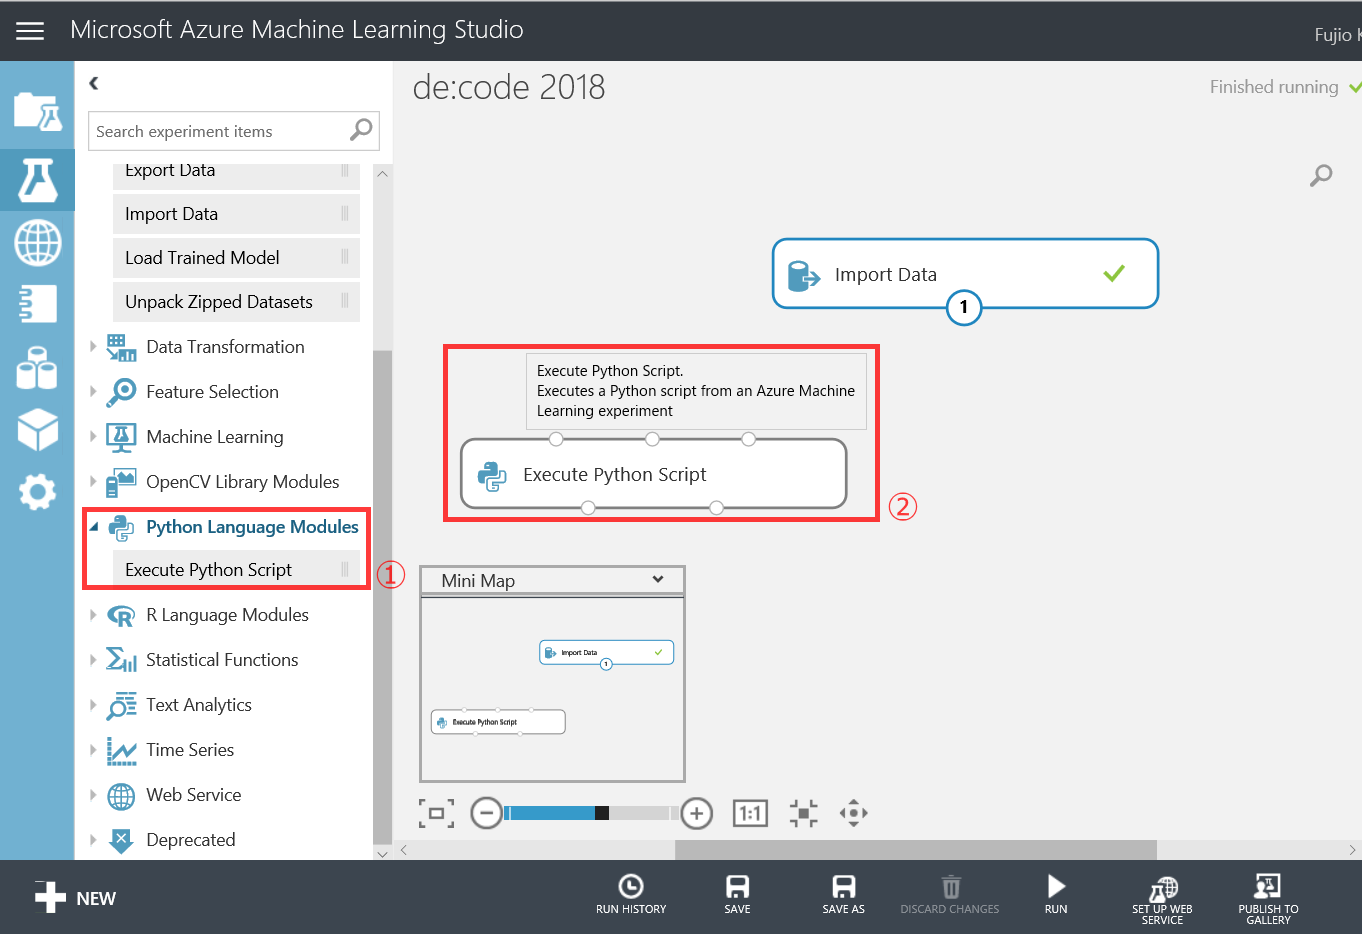 Microsoft Azure Machine Learning Studio
Fujio K
de:code 2018
Finished running
Search experiment items
Export Data
Import Data
Load Trained Model
Unpack Zipped Datasets
Data Transformation
Feature Selection
Machine Learning
OpenCV Library Modules
Python Language Modules
Execute Python Script
①
R Language Modules
Statistical Functions
Text Analytics
Time Series
Web Service
Deprecated
Import Data
1
Execute Python Script.
Executes a Python script from an Azure Machine
Learning experiment
Execute Python Script
②
Mini Map
Import Data
1
Execute Python Script
1:1
NEW
RUN HISTORY
SAVE
SAVE AS
DISCARD CHANGES
RUN
SET UP WEB
SERVICE
PUBLISH TO
GALLERY